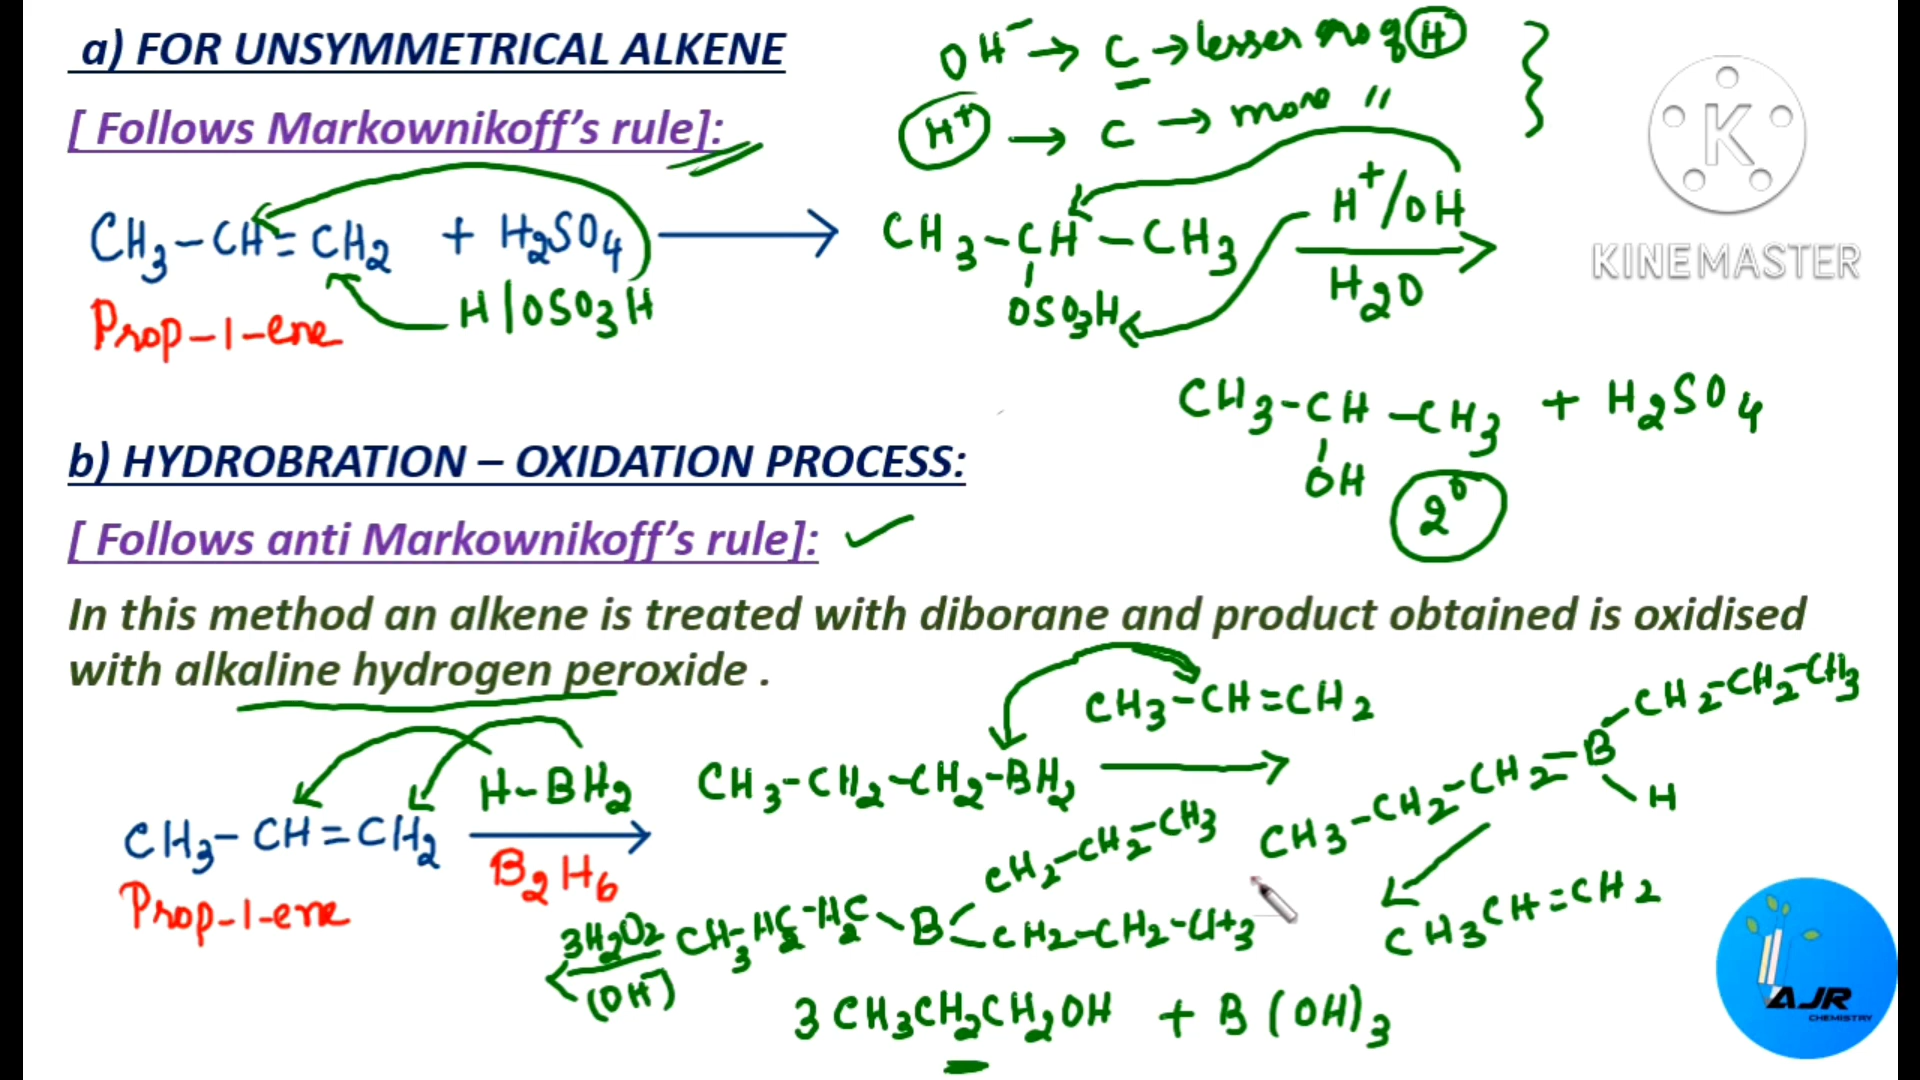 a) FOR UNSYMMETRICAL ALKENE
OH⁻ → C → lesser no of H
[ Follows Markownikoff's rule]:
H⁺ → C → more "
K
KINEMASTER
CH₃-CH=CH₂ + H₂SO₄ → CH₃-CH-CH₃ H⁺/OH →
H₂O
Prop-1-ene H/OSO₃H OSO₃H
CH₃-CH-CH₃ + H₂SO₄
OH 2°
b) HYDROBRATION – OXIDATION PROCESS:
[ Follows anti Markownikoff's rule]: ✓
In this method an alkene is treated with diborane and product obtained is oxidised
with alkaline hydrogen peroxide .
CH₃-CH=CH₂
CH₂-CH₂-CH₃
H-BH₂ CH₃-CH₂-CH₂-BH₂ → CH₃-CH₂-CH₂-B
H
CH₃-CH=CH₂ →
B₂H₆
Prop-1-ene
CH₂-CH₂-CH₃
CH₃CH=CH₂
3H₂O₂ CH₃-H₂C-H₂C-B CH₂-CH₂-CH₃
(OH⁻)
3 CH₃CH₂CH₂OH + B(OH)₃
AJR
CHEMISTRY